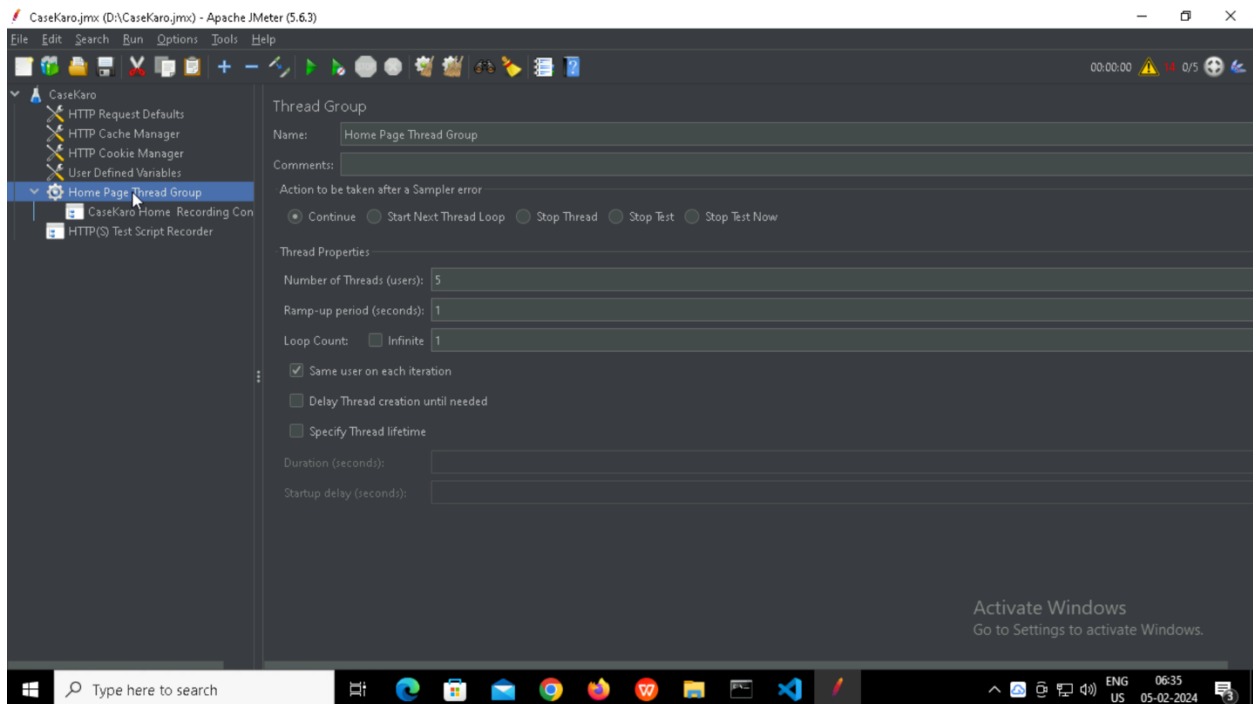 CaseKaro.jmx (D:\CaseKaro.jmx) - Apache JMeter (5.6.3)
File Edit Search Run Options Tools Help
00:00:00 0/5
CaseKaro
HTTP Request Defaults
HTTP Cache Manager
HTTP Cookie Manager
User Defined Variables
Home Page Thread Group
CaseKaro Home Recording Con
HTTP(S) Test Script Recorder
Thread Group
Name: Home Page Thread Group
Comments:
Action to be taken after a Sampler error
Continue Start Next Thread Loop Stop Thread Stop Test Stop Test Now
Thread Properties
Number of Threads (users): 5
Ramp-up period (seconds): 1
Loop Count: Infinite 1
Same user on each iteration
Delay Thread creation until needed
Specify Thread lifetime
Duration (seconds):
Startup delay (seconds):
Activate Windows
Go to Settings to activate Windows.
Type here to search
ENG
US
06:35
05-02-2024
3